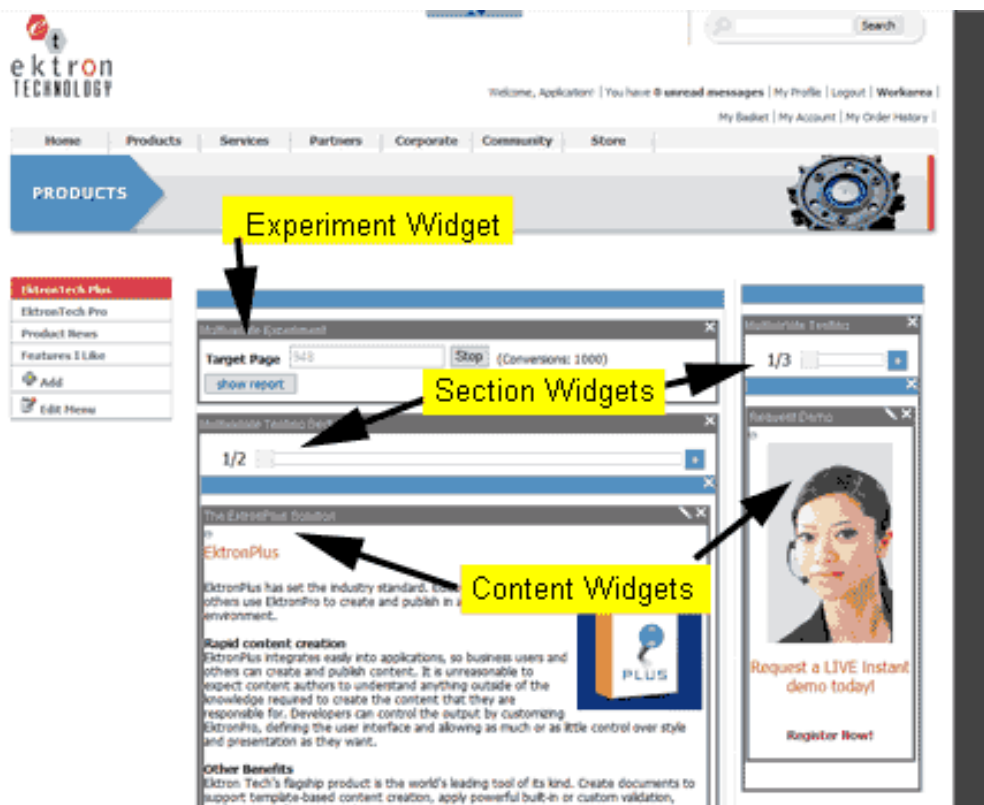 Search
ektron
TECHNOLOGY
Welcome, Application! | You have 0 unread messages | My Profile | Logout | Workarea |
My Basket | My Account | My Order History |
Home Products Services Partners Corporate Community Store
PRODUCTS
Experiment Widget
EktronTech Plus
EktronTech Pro
Product News
Features I Like
Add
Edit Menu
Multivariate Experiment
Target Page 948 Stop (Conversions: 1000)
show report
Multivariate Testing
1/3
Section Widgets
Multivariate Testing
1/2
Request Demo
The EktronPlus Solution
EktronPlus
Content Widgets
EktronPlus has set the industry standard.
others use EktronPro to create and publish in a
environment.
Rapid content creation
EktronPlus integrates easily into applications, so business users and
others can create and publish content. It is unreasonable to
expect content authors to understand anything outside of the
knowledge required to create the content that they are
responsible for. Developers can control the output by customizing
EktronPro, defining the user interface and allowing as much or as little control over style
and presentation as they want.
PLUS
Other Benefits
Ektron Tech's flagship product is the world's leading tool of its kind. Create documents to
support template-based content creation, apply powerful built-in or custom validation,
Request a LIVE Instant
demo today!
Register Now!